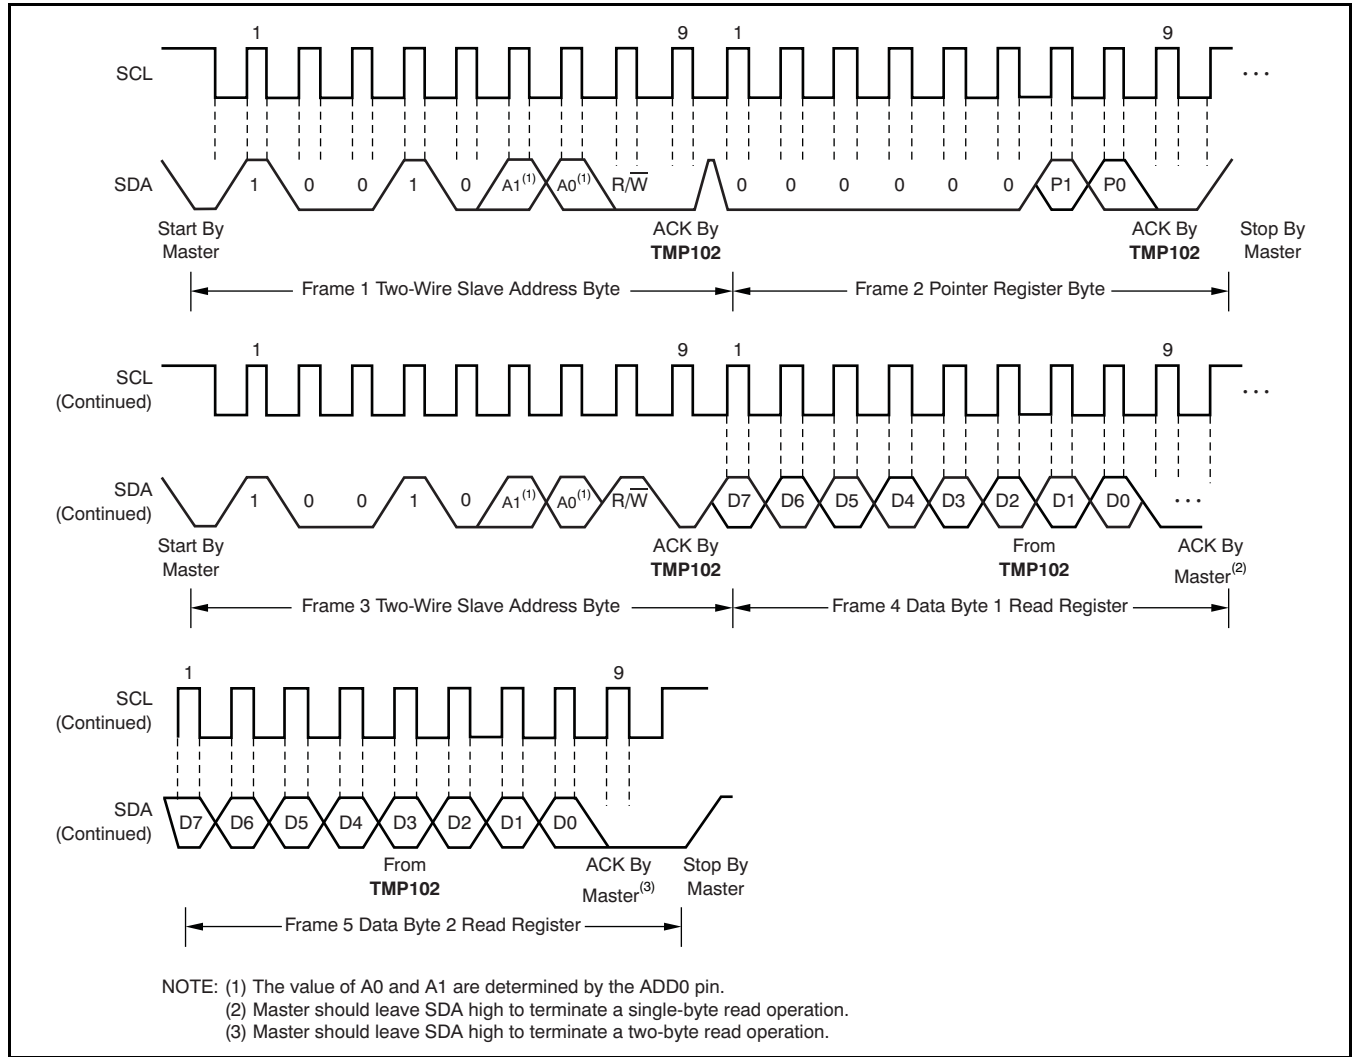 1 9 1 9
SCL ...
SDA 1 0 0 1 0 A1(1) A0(1) R/W 0 0 0 0 0 0 P1 P0
Start By Master ACK By TMP102 ACK By TMP102 Stop By Master
Frame 1 Two-Wire Slave Address Byte Frame 2 Pointer Register Byte
1 9 1 9
SCL (Continued) ...
SDA (Continued) 1 0 0 1 0 A1(1) A0(1) R/W D7 D6 D5 D4 D3 D2 D1 D0 ...
Start By Master ACK By TMP102 From TMP102 ACK By Master(2)
Frame 3 Two-Wire Slave Address Byte Frame 4 Data Byte 1 Read Register
1 9
SCL (Continued)
SDA (Continued) D7 D6 D5 D4 D3 D2 D1 D0
From TMP102 ACK By Master(3) Stop By Master
Frame 5 Data Byte 2 Read Register
NOTE: (1) The value of A0 and A1 are determined by the ADD0 pin.
(2) Master should leave SDA high to terminate a single-byte read operation.
(3) Master should leave SDA high to terminate a two-byte read operation.